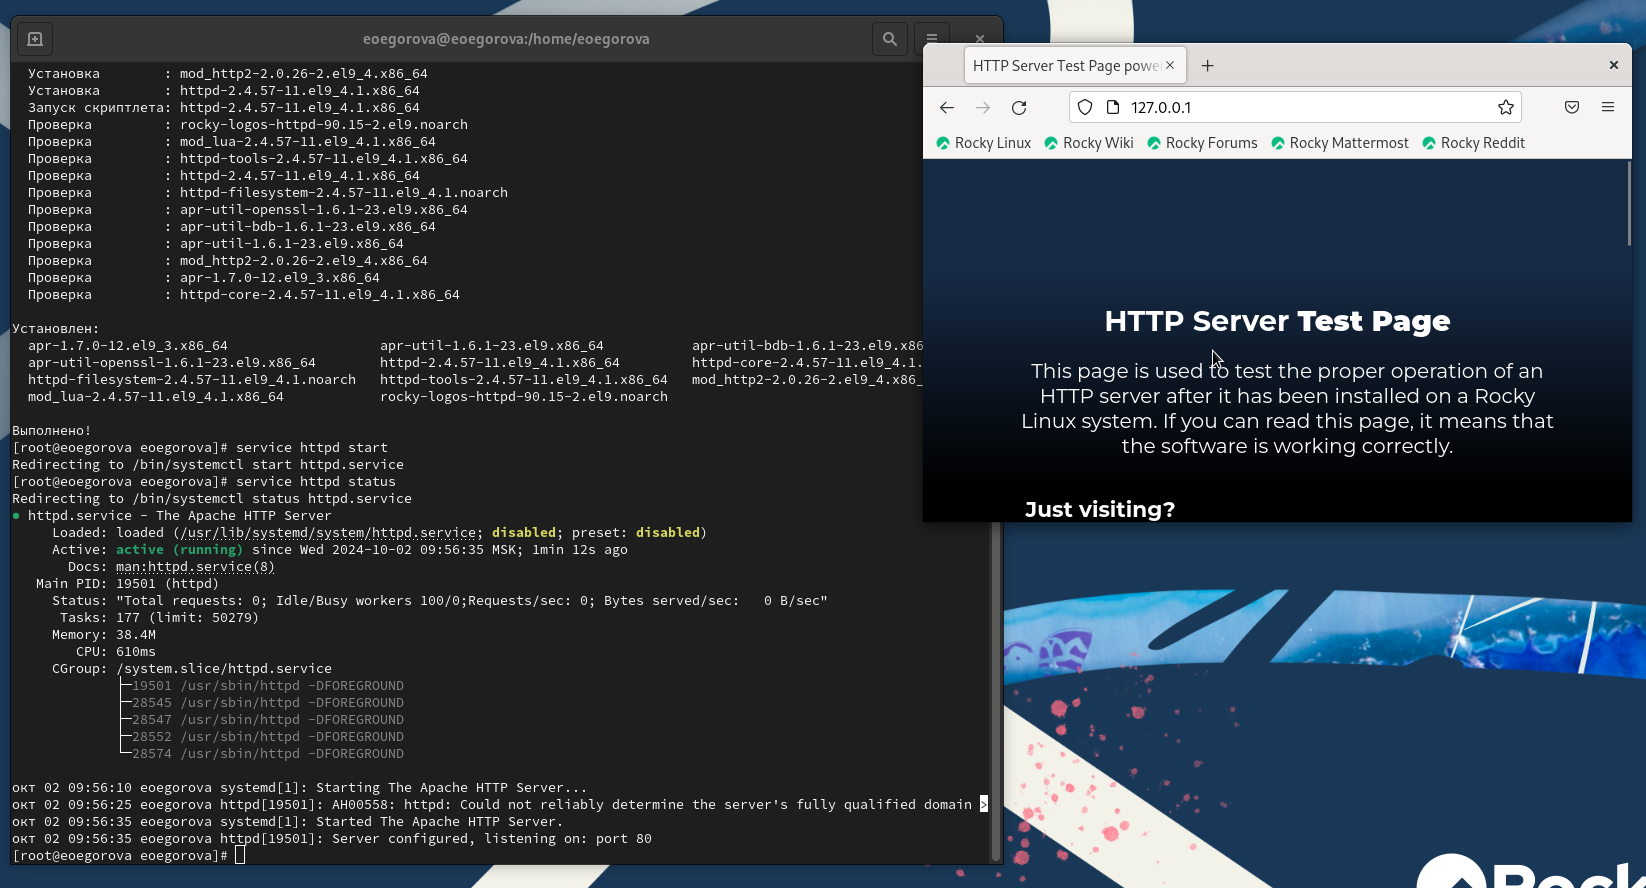 eoegorova@eoegorova:/home/eoegorova
Установка        : mod_http2-2.0.26-2.el9_4.x86_64
Установка        : httpd-2.4.57-11.el9_4.1.x86_64
Запуск скриптлета: httpd-2.4.57-11.el9_4.1.x86_64
Проверка         : rocky-logos-httpd-90.15-2.el9.noarch
Проверка         : mod_lua-2.4.57-11.el9_4.1.x86_64
Проверка         : httpd-tools-2.4.57-11.el9_4.1.x86_64
Проверка         : httpd-2.4.57-11.el9_4.1.x86_64
Проверка         : httpd-filesystem-2.4.57-11.el9_4.1.noarch
Проверка         : apr-util-openssl-1.6.1-23.el9.x86_64
Проверка         : apr-util-bdb-1.6.1-23.el9.x86_64
Проверка         : apr-util-1.6.1-23.el9.x86_64
Проверка         : mod_http2-2.0.26-2.el9_4.x86_64
Проверка         : apr-1.7.0-12.el9_3.x86_64
Проверка         : httpd-core-2.4.57-11.el9_4.1.x86_64
Установлен:
apr-1.7.0-12.el9_3.x86_64 apr-util-1.6.1-23.el9.x86_64 apr-util-bdb-1.6.1-23.el9.x86
apr-util-openssl-1.6.1-23.el9.x86_64 httpd-2.4.57-11.el9_4.1.x86_64 httpd-core-2.4.57-11.el9_4.1.
httpd-filesystem-2.4.57-11.el9_4.1.noarch httpd-tools-2.4.57-11.el9_4.1.x86_64 mod_http2-2.0.26-2.el9_4.x86_
mod_lua-2.4.57-11.el9_4.1.x86_64 rocky-logos-httpd-90.15-2.el9.noarch
Выполнено!
[root@eoegorova eoegorova]# service httpd start
Redirecting to /bin/systemctl start httpd.service
[root@eoegorova eoegorova]# service httpd status
Redirecting to /bin/systemctl status httpd.service
● httpd.service - The Apache HTTP Server
Loaded: loaded (/usr/lib/systemd/system/httpd.service; disabled; preset: disabled)
Active: active (running) since Wed 2024-10-02 09:56:35 MSK; 1min 12s ago
Docs: man:httpd.service(8)
Main PID: 19501 (httpd)
Status: "Total requests: 0; Idle/Busy workers 100/0;Requests/sec: 0; Bytes served/sec:   0 B/sec"
Tasks: 177 (limit: 50279)
Memory: 38.4M
CPU: 610ms
CGroup: /system.slice/httpd.service
├─19501 /usr/sbin/httpd -DFOREGROUND
├─28545 /usr/sbin/httpd -DFOREGROUND
├─28547 /usr/sbin/httpd -DFOREGROUND
├─28552 /usr/sbin/httpd -DFOREGROUND
└─28574 /usr/sbin/httpd -DFOREGROUND
окт 02 09:56:10 eoegorova systemd[1]: Starting The Apache HTTP Server...
окт 02 09:56:25 eoegorova httpd[19501]: AH00558: httpd: Could not reliably determine the server's fully qualified domain >
окт 02 09:56:35 eoegorova systemd[1]: Started The Apache HTTP Server.
окт 02 09:56:35 eoegorova httpd[19501]: Server configured, listening on: port 80
[root@eoegorova eoegorova]#
HTTP Server Test Page powe
127.0.0.1
Rocky Linux Rocky Wiki Rocky Forums Rocky Mattermost Rocky Reddit
HTTP Server Test Page
This page is used to test the proper operation of an
HTTP server after it has been installed on a Rocky
Linux system. If you can read this page, it means that
the software is working correctly.
Just visiting?